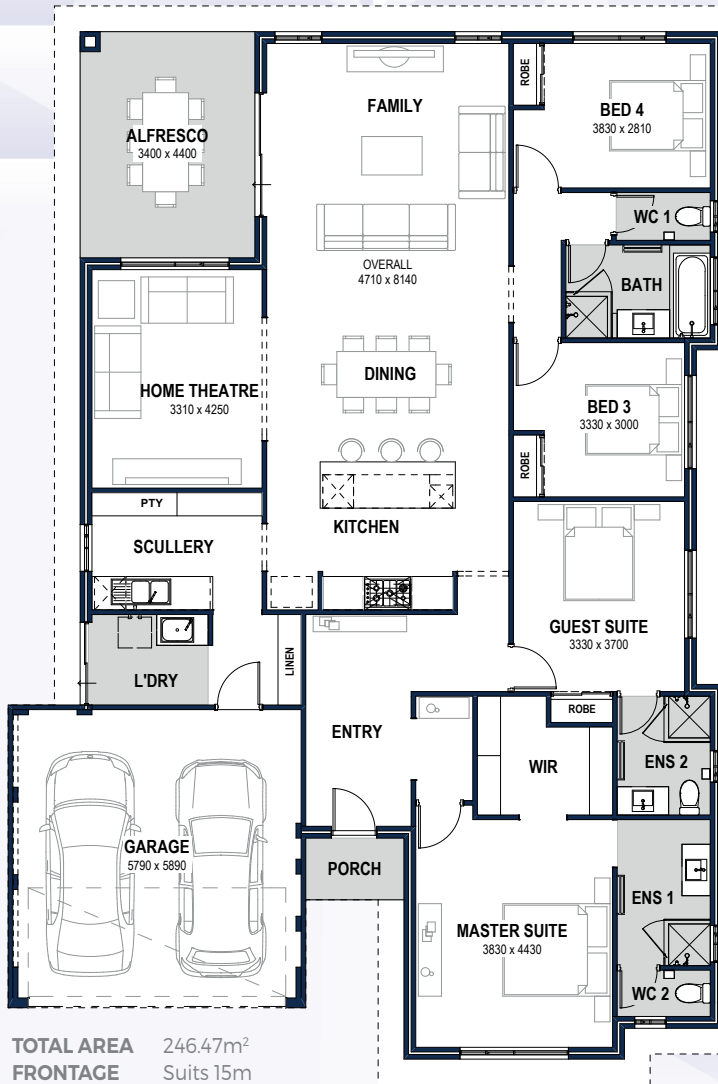 ALFRESCO
3400 x 4400
FAMILY
ROBE
BED 4
3830 x 2810
WC 1
OVERALL
4710 x 8140
BATH
HOME THEATRE
3310 x 4250
DINING
BED 3
3330 x 3000
ROBE
PTY
KITCHEN
SCULLERY
GUEST SUITE
3330 x 3700
L'DRY
LINEN
ROBE
ENTRY
WIR
ENS 2
GARAGE
5790 x 5890
PORCH
ENS 1
MASTER SUITE
3830 x 4430
WC 2
TOTAL AREA 246.47m²
FRONTAGE Suits 15m